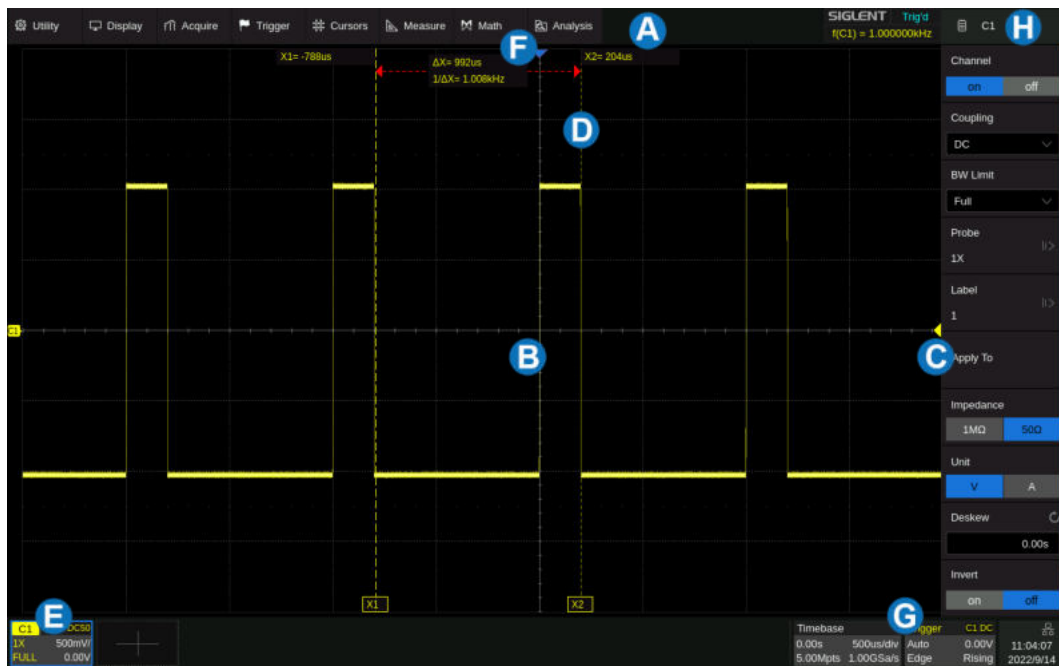 Utility Display Acquire Trigger Cursors Measure Math Analysis A SIGLENT Trig'd
f(C1) = 1.000000kHz
C1 H
F
X1= -788us
ΔX= 992us
1/ΔX= 1.008kHz
X2= 204us
D
B
C
C1
X1
X2
Channel
on off
Coupling
DC
BW Limit
Full
Probe
1X
Label
1
Apply To
Impedance
1MΩ 50Ω
Unit
V A
Deskew
0.00s
Invert
on off
E
C1 DC50
1X 500mV/
FULL 0.00V
G
Timebase
0.00s 500us/div
5.00Mpts 1.00GSa/s
C1 DC
Auto 0.00V
Edge Rising
11:04:07
2022/9/14